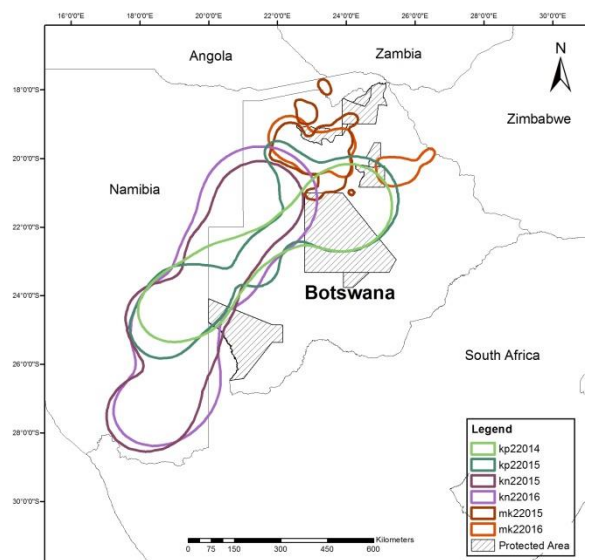 16°0'0"E 18°0'0"E 20°0'0"E 22°0'0"E 24°0'0"E 26°0'0"E 28°0'0"E 30°0'0"E
Angola
Zambia
N
18°0'0"S
Zimbabwe
20°0'0"S
Namibia
22°0'0"S
24°0'0"S
Botswana
26°0'0"S
South Africa
28°0'0"S
Legend
kp22014
kp22015
kn22015
kn22016
mk22015
mk22016
Protected Area
30°0'0"S
Kilometers
0 75 150 300 450 600